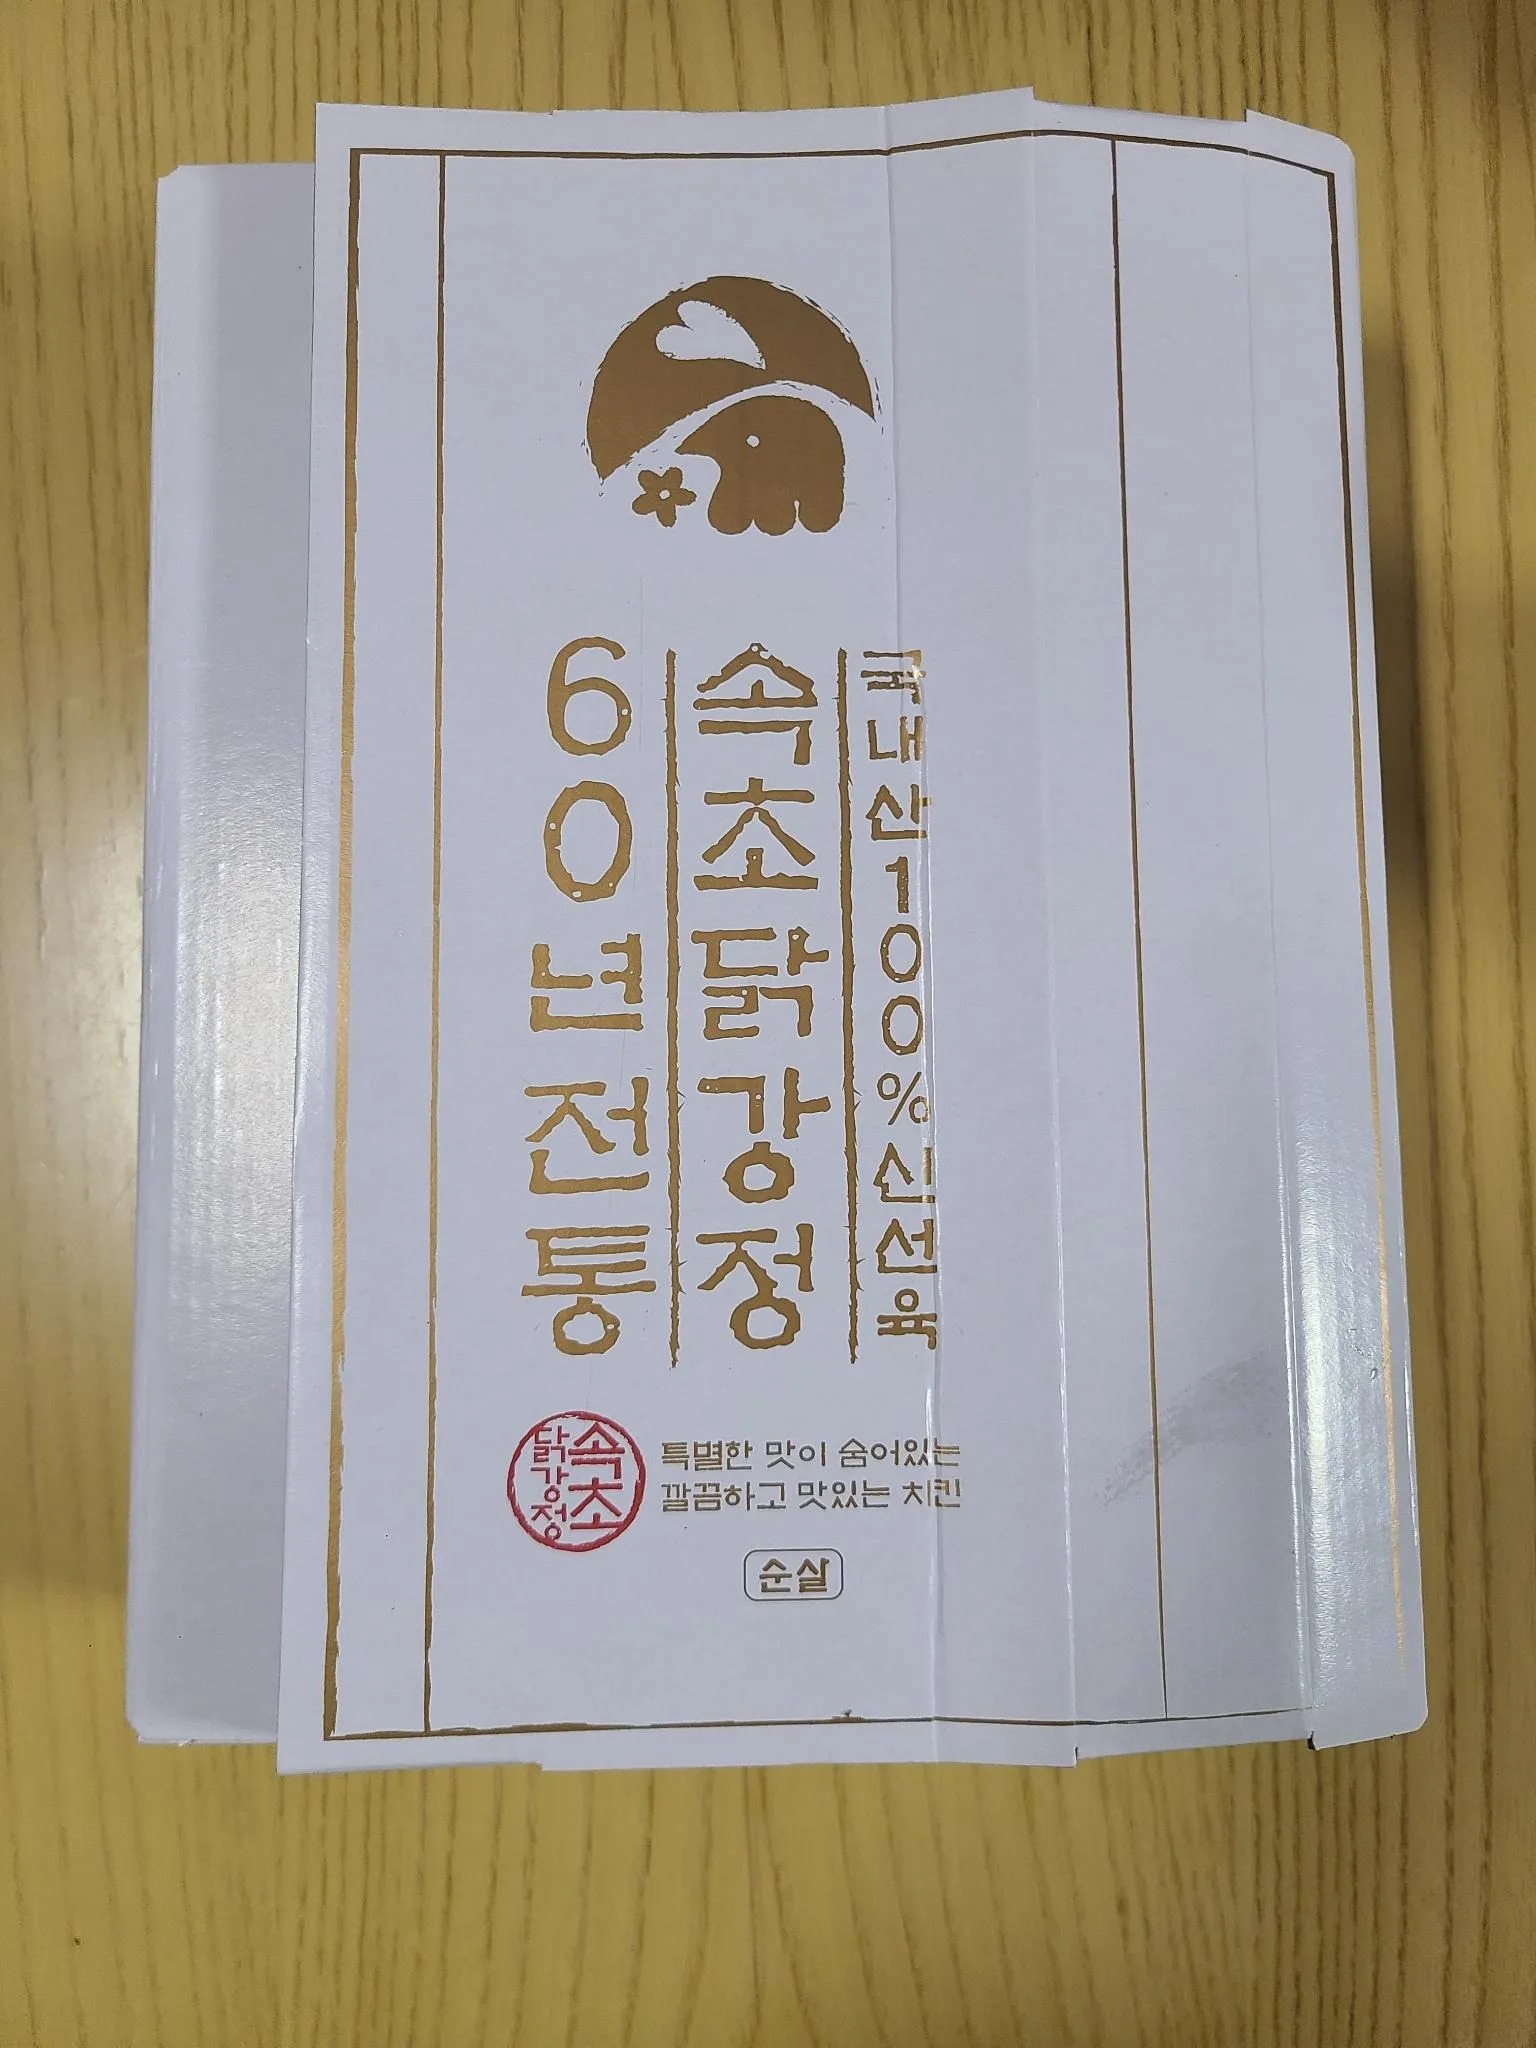 국내산100%신선육
속초닭강정
60년전통
속초
닭강정
특별한 맛이 숨어있는
깔끔하고 맛있는 치킨
순살